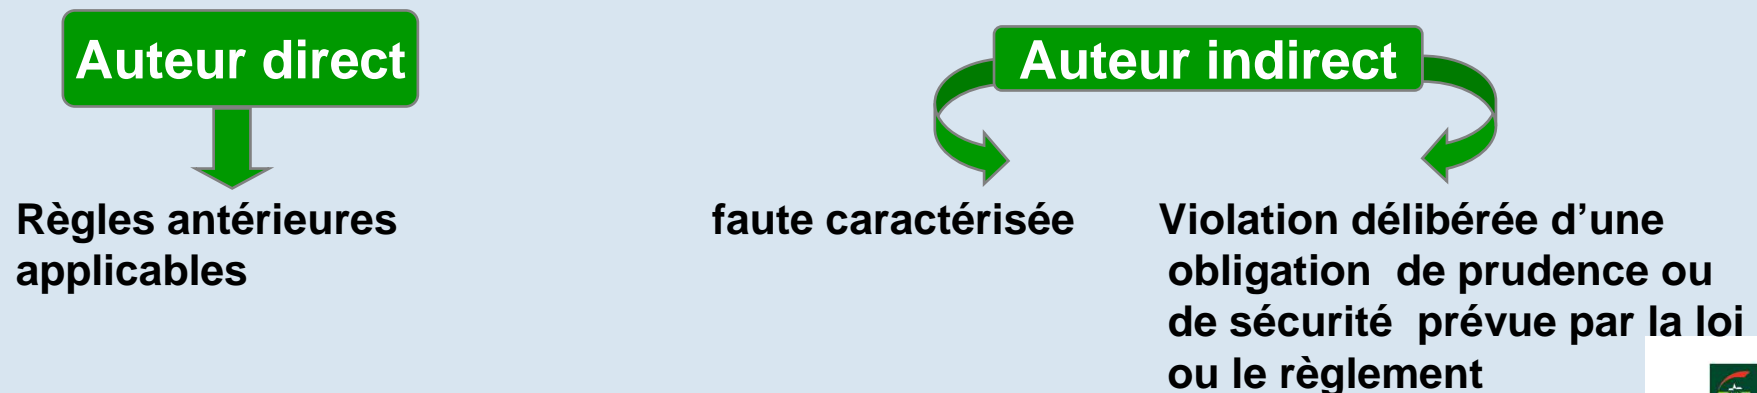 Auteur direct
Auteur indirect
Règles antérieures
applicables
faute caractérisée
Violation délibérée d’une
obligation de prudence ou
de sécurité prévue par la loi
ou le règlement